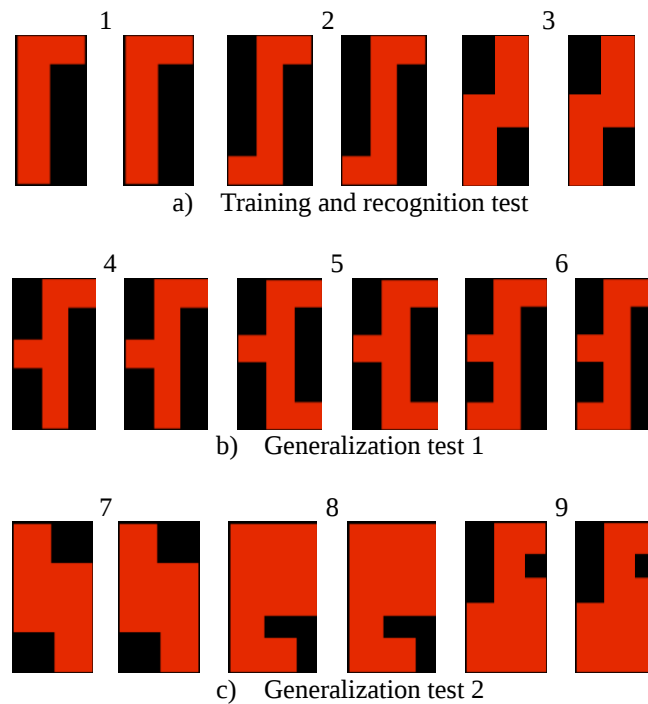 1 2 3
a) Training and recognition test
4 5 6
b) Generalization test 1
7 8 9
c) Generalization test 2